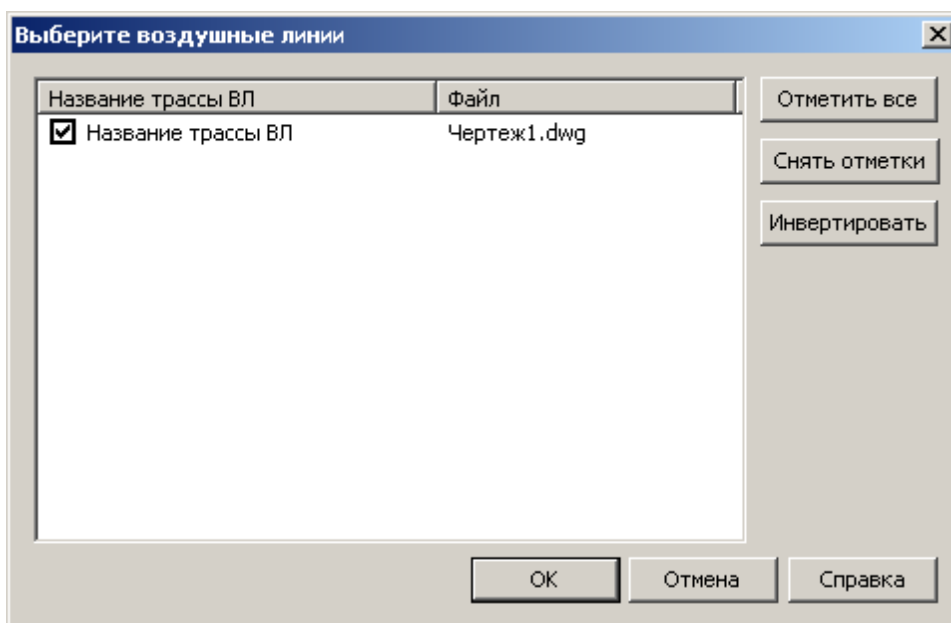 Выберите воздушные линии
Название трассы ВЛ Файл
Название трассы ВЛ Чертеж1.dwg
Отметить все
Снять отметки
Инвертировать
OK Отмена Справка